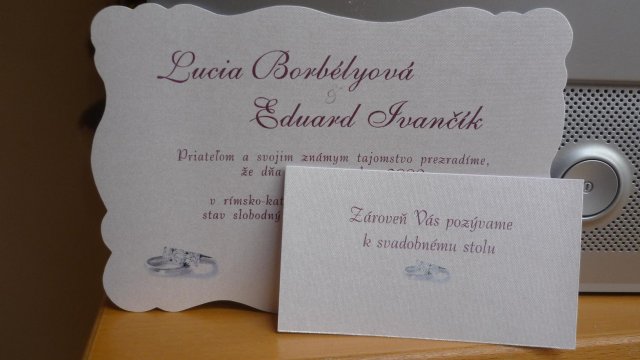 Lucia Borbélyová
&
Eduard Ivančík
Priateľom a svojim známym tajomstvo prezradíme,
že dňa
v rímsko-kat
stav slobodný
Zároveň Vás pozývame
k svadobnému stolu